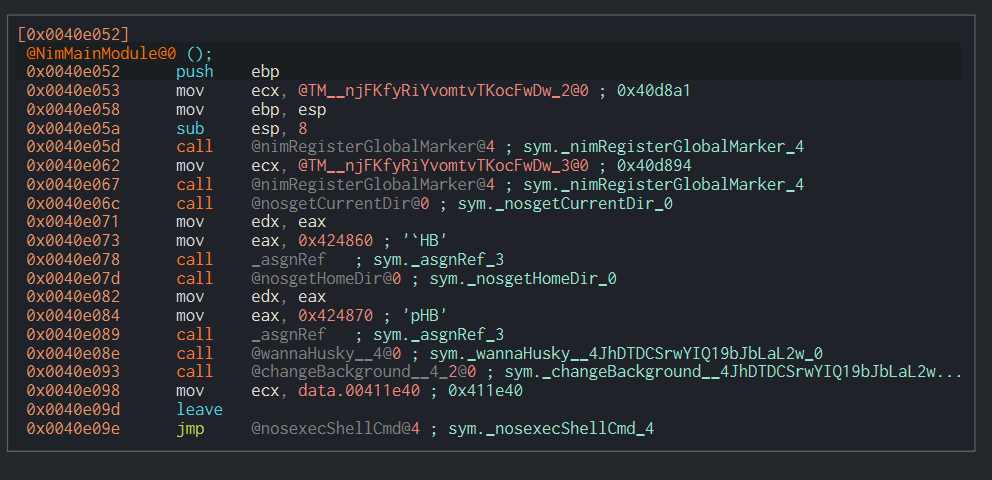 [0x0040e052]
@NimMainModule@0 ();
0x0040e052 push ebp
0x0040e053 mov ecx, @TM__njFKfyRiYvomtvTKocFwDw_2@0 ; 0x40d8a1
0x0040e058 mov ebp, esp
0x0040e05a sub esp, 8
0x0040e05d call @nimRegisterGlobalMarker@4 ; sym._nimRegisterGlobalMarker_4
0x0040e062 mov ecx, @TM__njFKfyRiYvomtvTKocFwDw_3@0 ; 0x40d894
0x0040e067 call @nimRegisterGlobalMarker@4 ; sym._nimRegisterGlobalMarker_4
0x0040e06c call @nosgetCurrentDir@0 ; sym._nosgetCurrentDir_0
0x0040e071 mov edx, eax
0x0040e073 mov eax, 0x424860 ; '`HB'
0x0040e078 call _asgnRef ; sym._asgnRef_3
0x0040e07d call @nosgetHomeDir@0 ; sym._nosgetHomeDir_0
0x0040e082 mov edx, eax
0x0040e084 mov eax, 0x424870 ; 'pHB'
0x0040e089 call _asgnRef ; sym._asgnRef_3
0x0040e08e call @wannaHusky__4@0 ; sym._wannaHusky__4JhDTDCSrwYIQ19bJbLaL2w_0
0x0040e093 call @changeBackground__4_2@0 ; sym._changeBackground__4JhDTDCSrwYIQ19bJbLaL2w...
0x0040e098 mov ecx, data.00411e40 ; 0x411e40
0x0040e09d leave
0x0040e09e jmp @nosexecShellCmd@4 ; sym._nosexecShellCmd_4